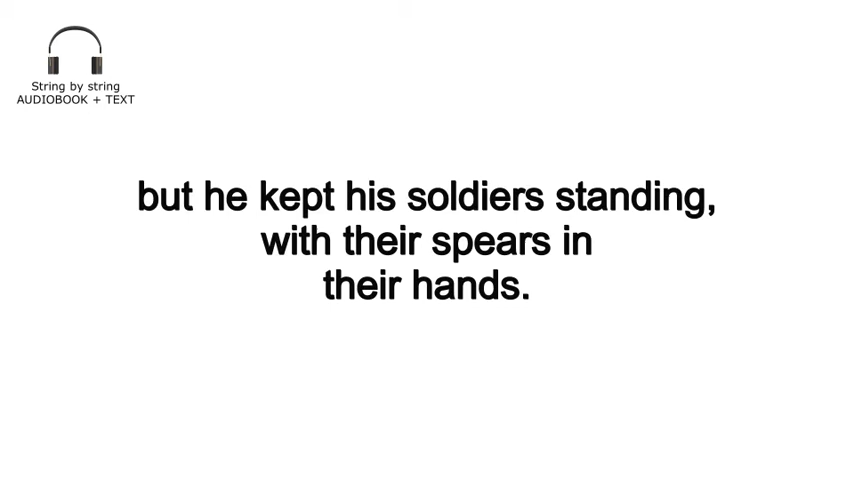 String by string
AUDIOBOOK + TEXT
but he kept his soldiers standing,
with their spears in
their hands.